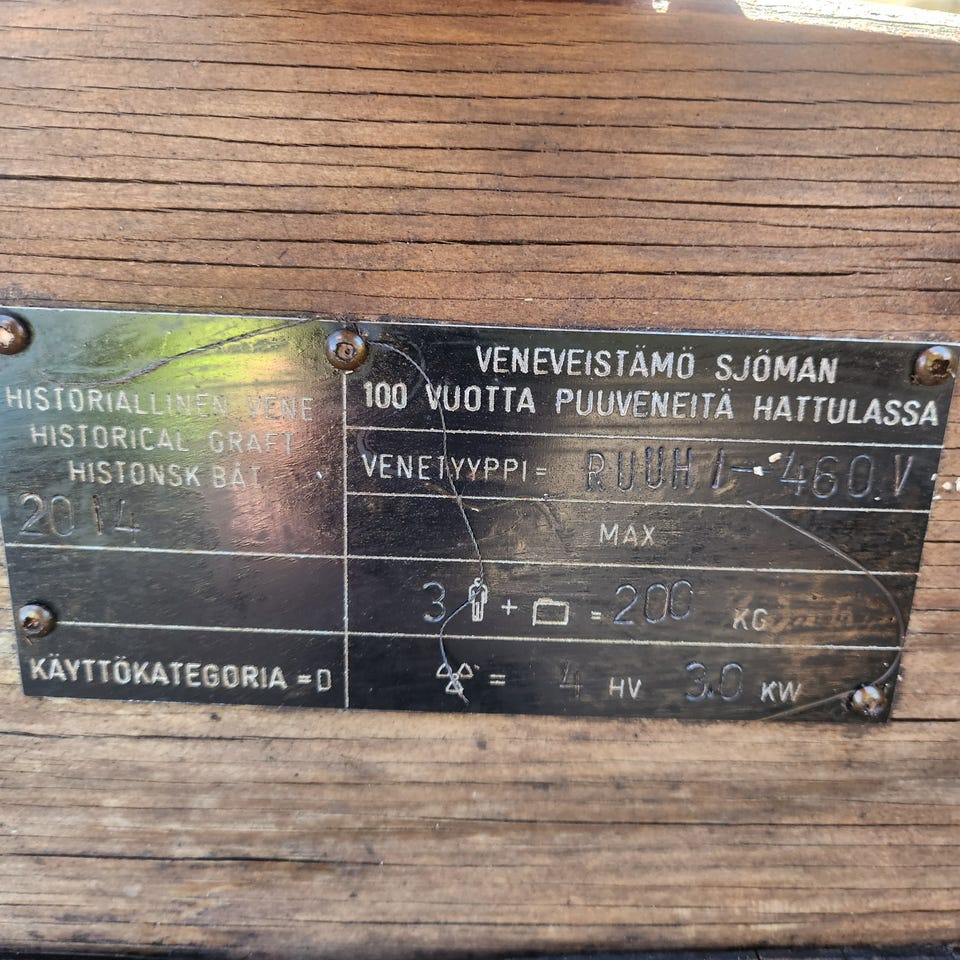 HISTORIALLINEN VENE
HISTORICAL GRAFT
HISTONSK BÅT
2014
KÄYTTÖKATEGORIA = D
VENEVEISTÄMÖ SJÖMAN
100 VUOTTA PUUVENEITÄ HATTULASSA
VENETYYPPI = RUUHI-460V
MAX
3 + = 200 KG
= 4 HV 3.0 KW